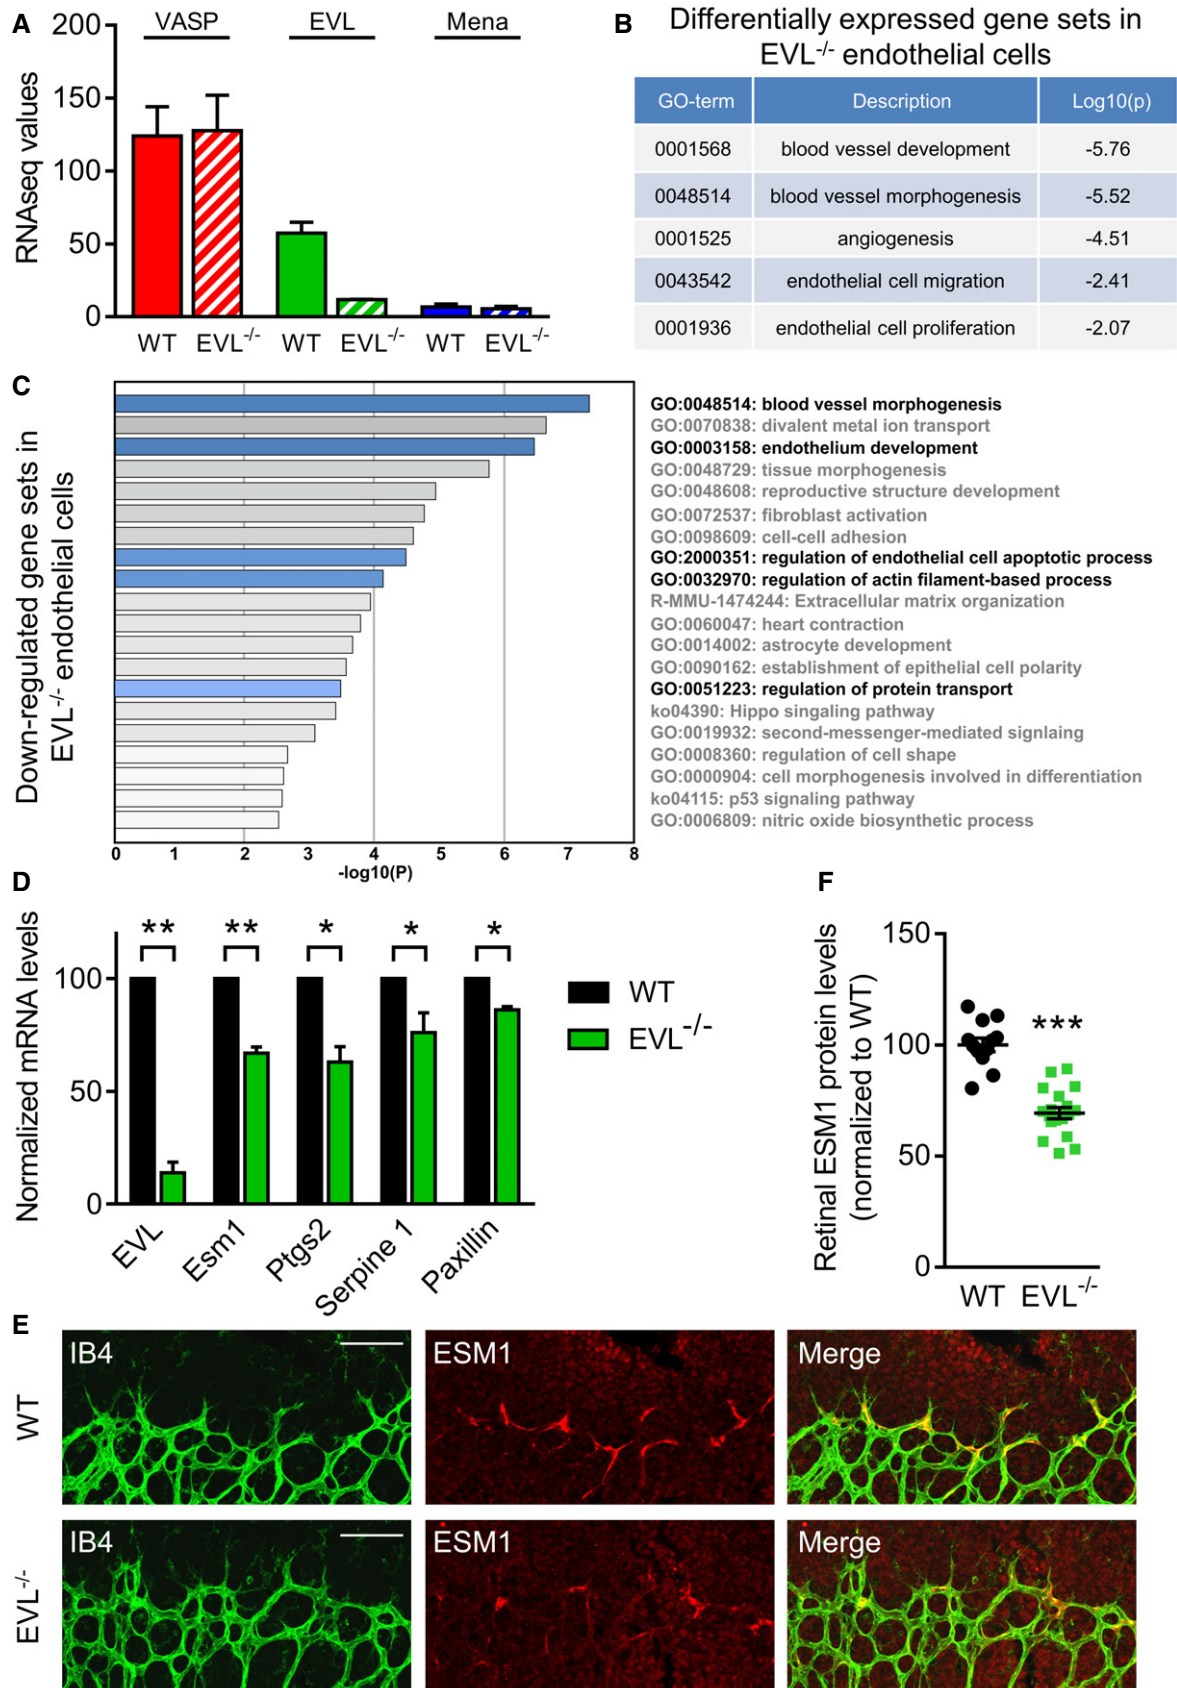 A
200
150
100
50
0
RNAseq values
VASP
EVL
Mena
WT
EVL-/-
WT
EVL-/-
WT
EVL-/-
B
Differentially expressed gene sets in
EVL-/- endothelial cells
GO-term Description Log10(p)
0001568 blood vessel development -5.76
0048514 blood vessel morphogenesis -5.52
0001525 angiogenesis -4.51
0043542 endothelial cell migration -2.41
0001936 endothelial cell proliferation -2.07
C
Down-regulated gene sets in
EVL-/- endothelial cells
GO:0048514: blood vessel morphogenesis
GO:0070838: divalent metal ion transport
GO:0003158: endothelium development
GO:0048729: tissue morphogenesis
GO:0048608: reproductive structure development
GO:0072537: fibroblast activation
GO:0098609: cell-cell adhesion
GO:2000351: regulation of endothelial cell apoptotic process
GO:0032970: regulation of actin filament-based process
R-MMU-1474244: Extracellular matrix organization
GO:0060047: heart contraction
GO:0014002: astrocyte development
GO:0090162: establishment of epithelial cell polarity
GO:0051223: regulation of protein transport
ko04390: Hippo singaling pathway
GO:0019932: second-messenger-mediated signlaing
GO:0008360: regulation of cell shape
GO:0000904: cell morphogenesis involved in differentiation
ko04115: p53 signaling pathway
GO:0006809: nitric oxide biosynthetic process
0 1 2 3 4 5 6 7 8
-log10(P)
D
Normalized mRNA levels
100
50
0
** ** * * *
EVL
Esm1
Ptgs2
Serpine 1
Paxillin
WT
EVL-/-
F
Retinal ESM1 protein levels
(normalized to WT)
150
100
50
0
***
WT
EVL-/-
E
WT
IB4
ESM1
Merge
EVL-/-
IB4
ESM1
Merge